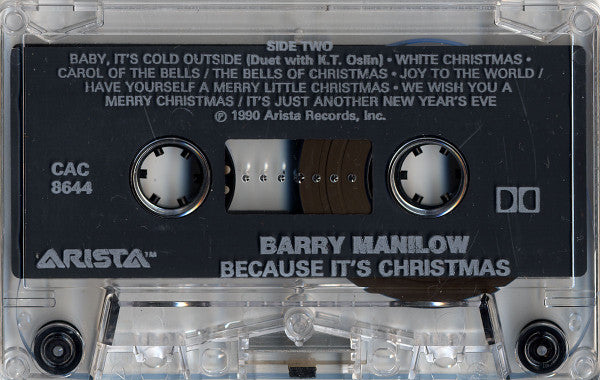 SIDE TWO
BABY, IT'S COLD OUTSIDE (Duet with K.T. Oslin) • WHITE CHRISTMAS •
CAROL OF THE BELLS / THE BELLS OF CHRISTMAS • JOY TO THE WORLD /
HAVE YOURSELF A MERRY LITTLE CHRISTMAS • WE WISH YOU A
MERRY CHRISTMAS / IT'S JUST ANOTHER NEW YEAR'S EVE
℗ 1990 Arista Records, Inc.
CAC
8644
ARISTA™
BARRY MANILOW
BECAUSE IT'S CHRISTMAS